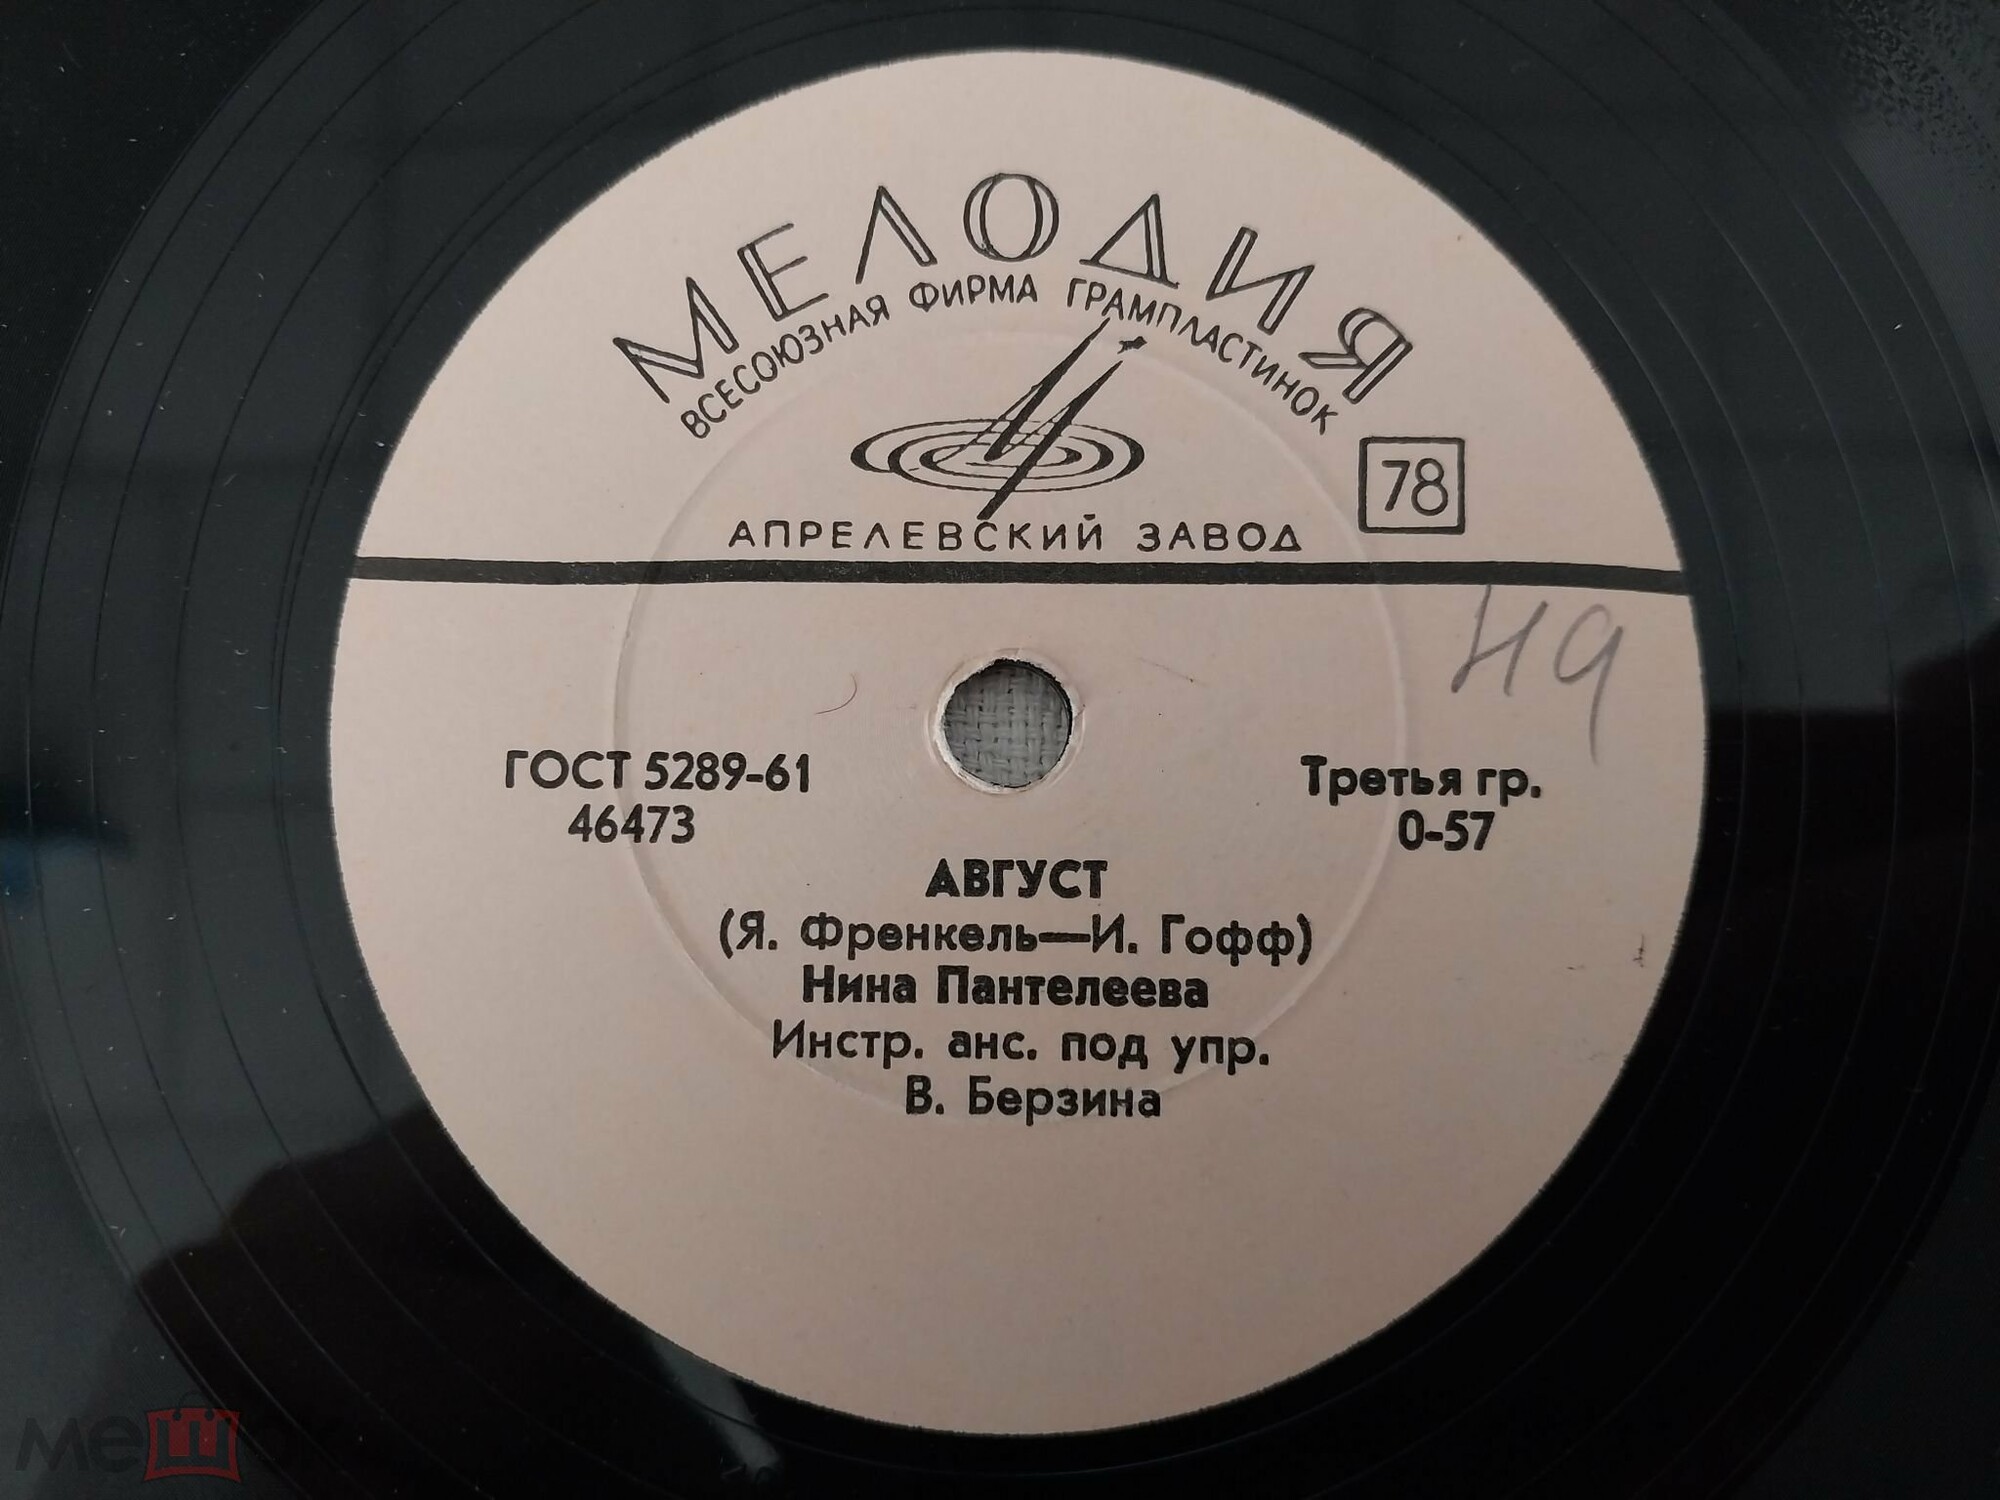 МЕЛОДИЯ
ВСЕСОЮЗНАЯ ФИРМА ГРАМПЛАСТИНОК
78
АПРЕЛЕВСКИЙ ЗАВОД
ГОСТ 5289-61
46473
Третья гр.
0-57
АВГУСТ
(Я. Френкель—И. Гофф)
Нина Пантелеева
Инстр. анс. под упр.
В. Берзина